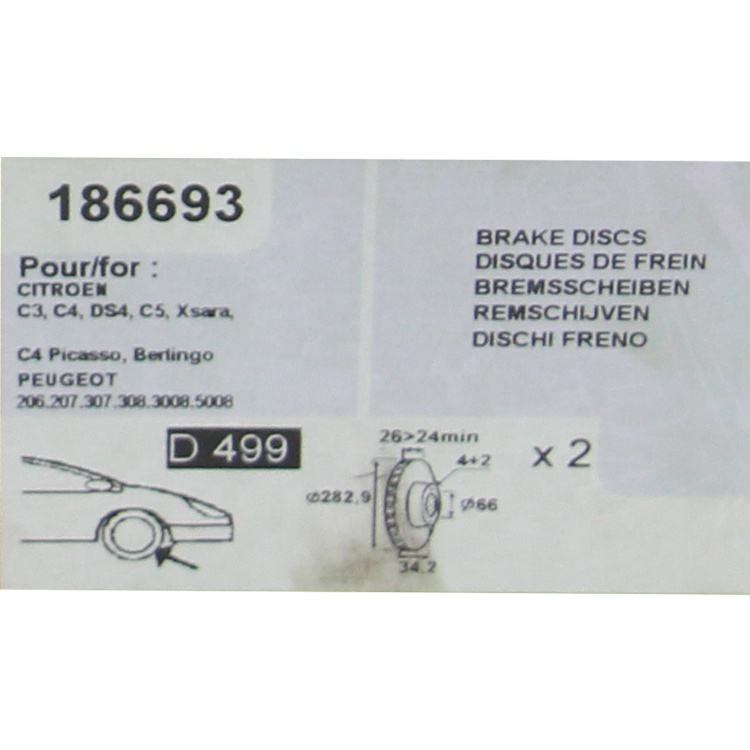 186693
Pour/for :
CITROEN
C3, C4, DS4, C5, Xsara,
C4 Picasso, Berlingo
PEUGEOT
206.207.307.308.3008.5008
BRAKE DISCS
DISQUES DE FREIN
BREMSSCHEIBEN
REMSCHIJVEN
DISCHI FRENO
D 499
26>24min
4+2
Ø282,9
Ø66
34,2
x 2